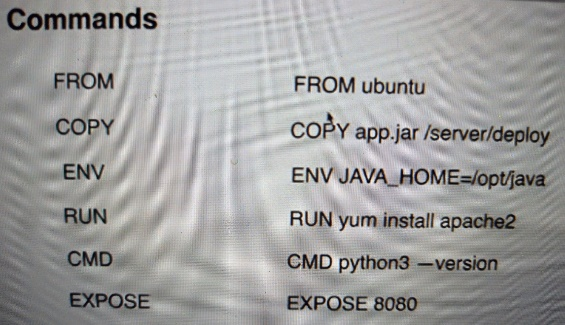 Commands
FROM FROM ubuntu
COPY COPY app.jar /server/deploy
ENV ENV JAVA_HOME=/opt/java
RUN RUN yum install apache2
CMD CMD python3 —version
EXPOSE EXPOSE 8080